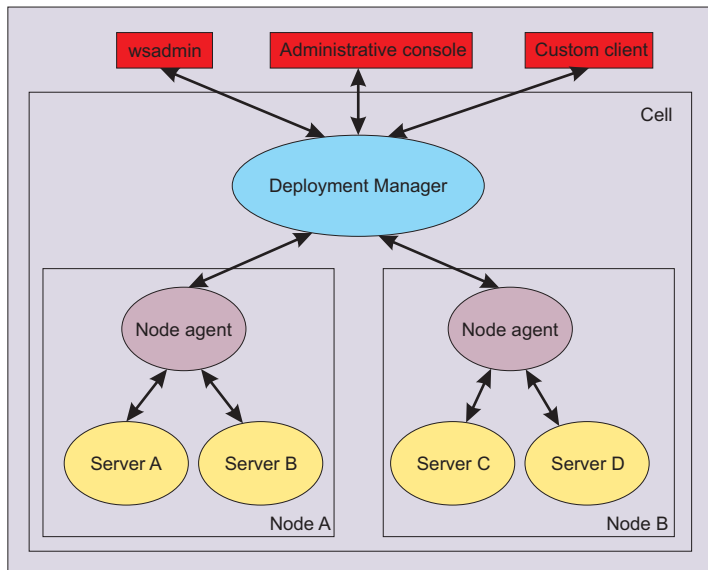 wsadmin
Administrative console
Custom client
Cell
Deployment Manager
Node agent
Node agent
Server A
Server B
Server C
Server D
Node A
Node B